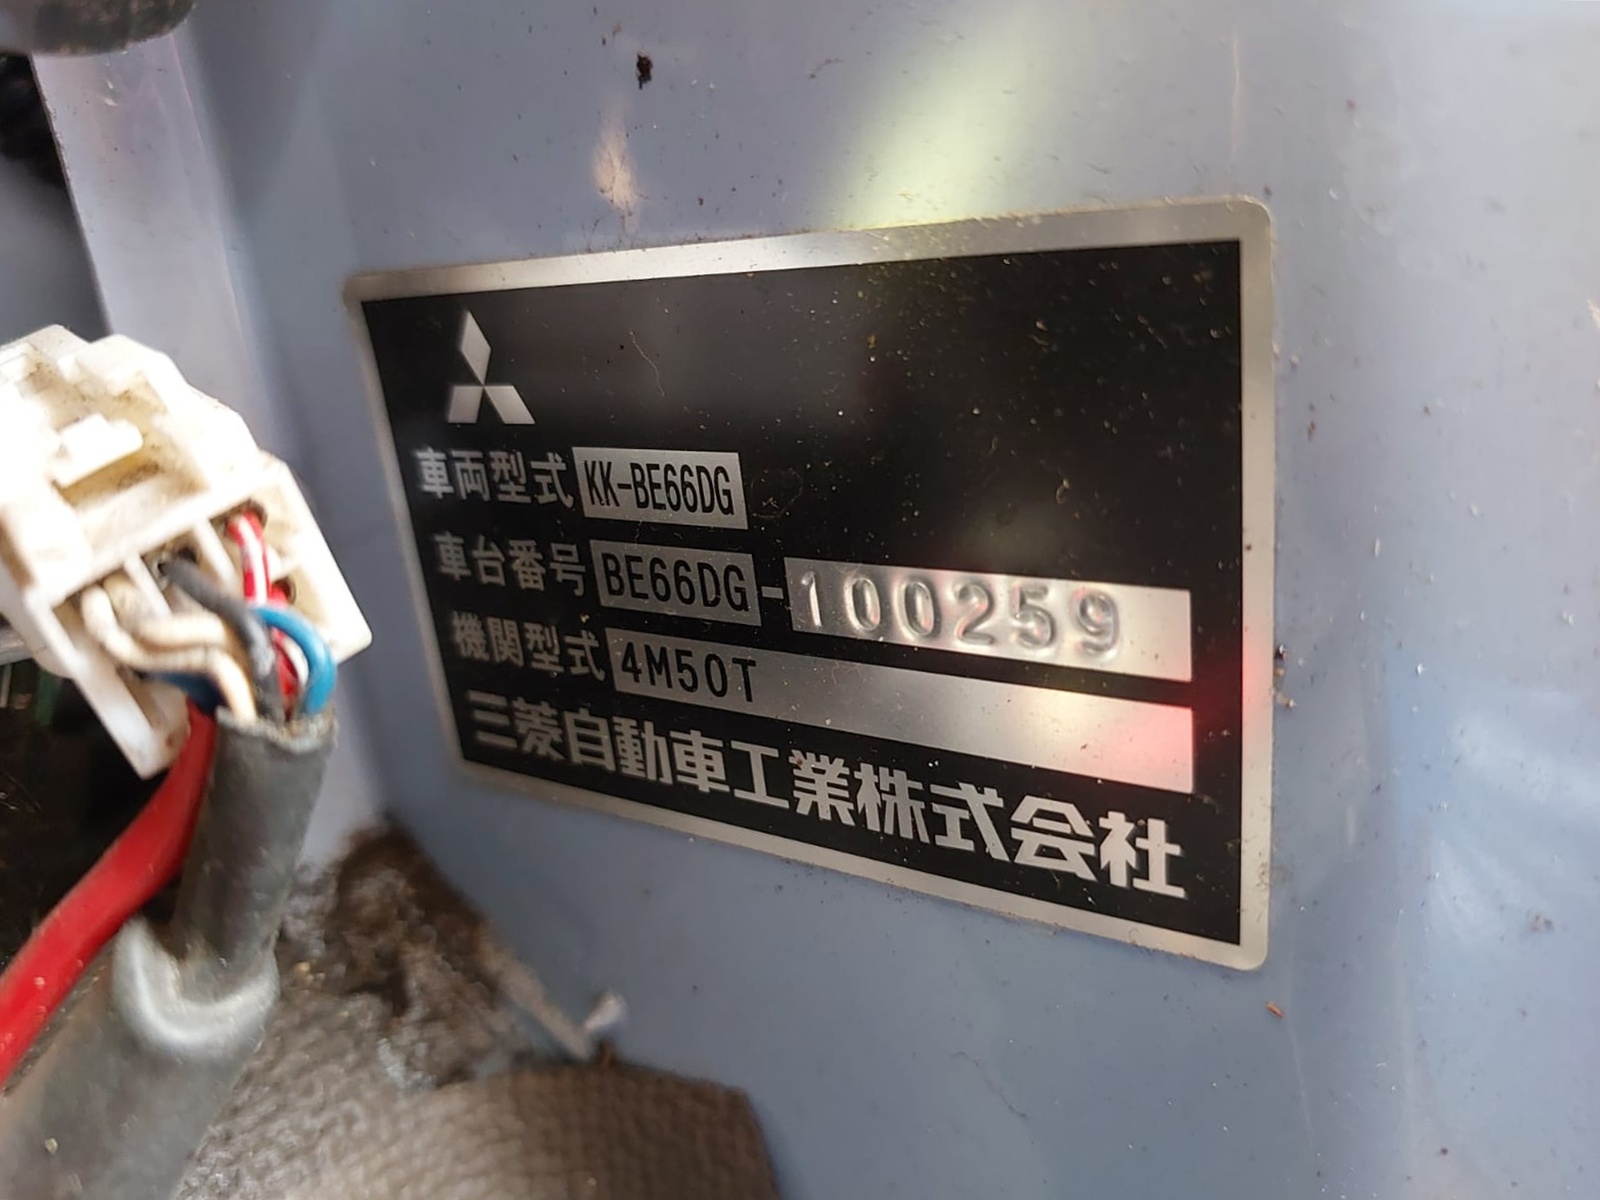 車両型式 KK-BE66DG
車台番号 BE66DG-100259
機関型式 4M50T
三菱自動車工業株式会社